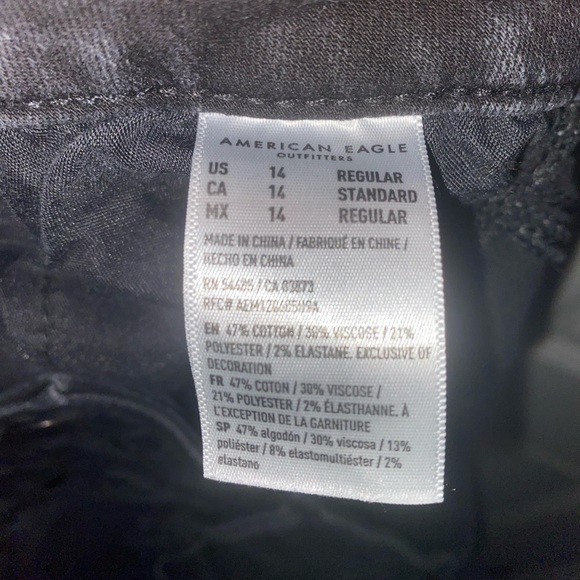 AMERICAN EAGLE
OUTFITTERS
US 14 REGULAR
CA 14 STANDARD
MX 14 REGULAR
MADE IN CHINA / FABRIQUÉ EN CHINE /
HECHO EN CHINA
RN 54485 / CA 03873
RFC#
EN 47% COTTON / 30% VISCOSE / 21%
POLYESTER / 2% ELASTANE, EXCLUSIVE OF
DECORATION
FR 47% COTON / 30% VISCOSE /
21% POLYESTER / 2% ÉLASTHANNE, À
L'EXCEPTION DE LA GARNITURE
SP 47% algodón / 30% viscosa / 13%
poliéster / 8% elastomultiéster / 2%
elastano